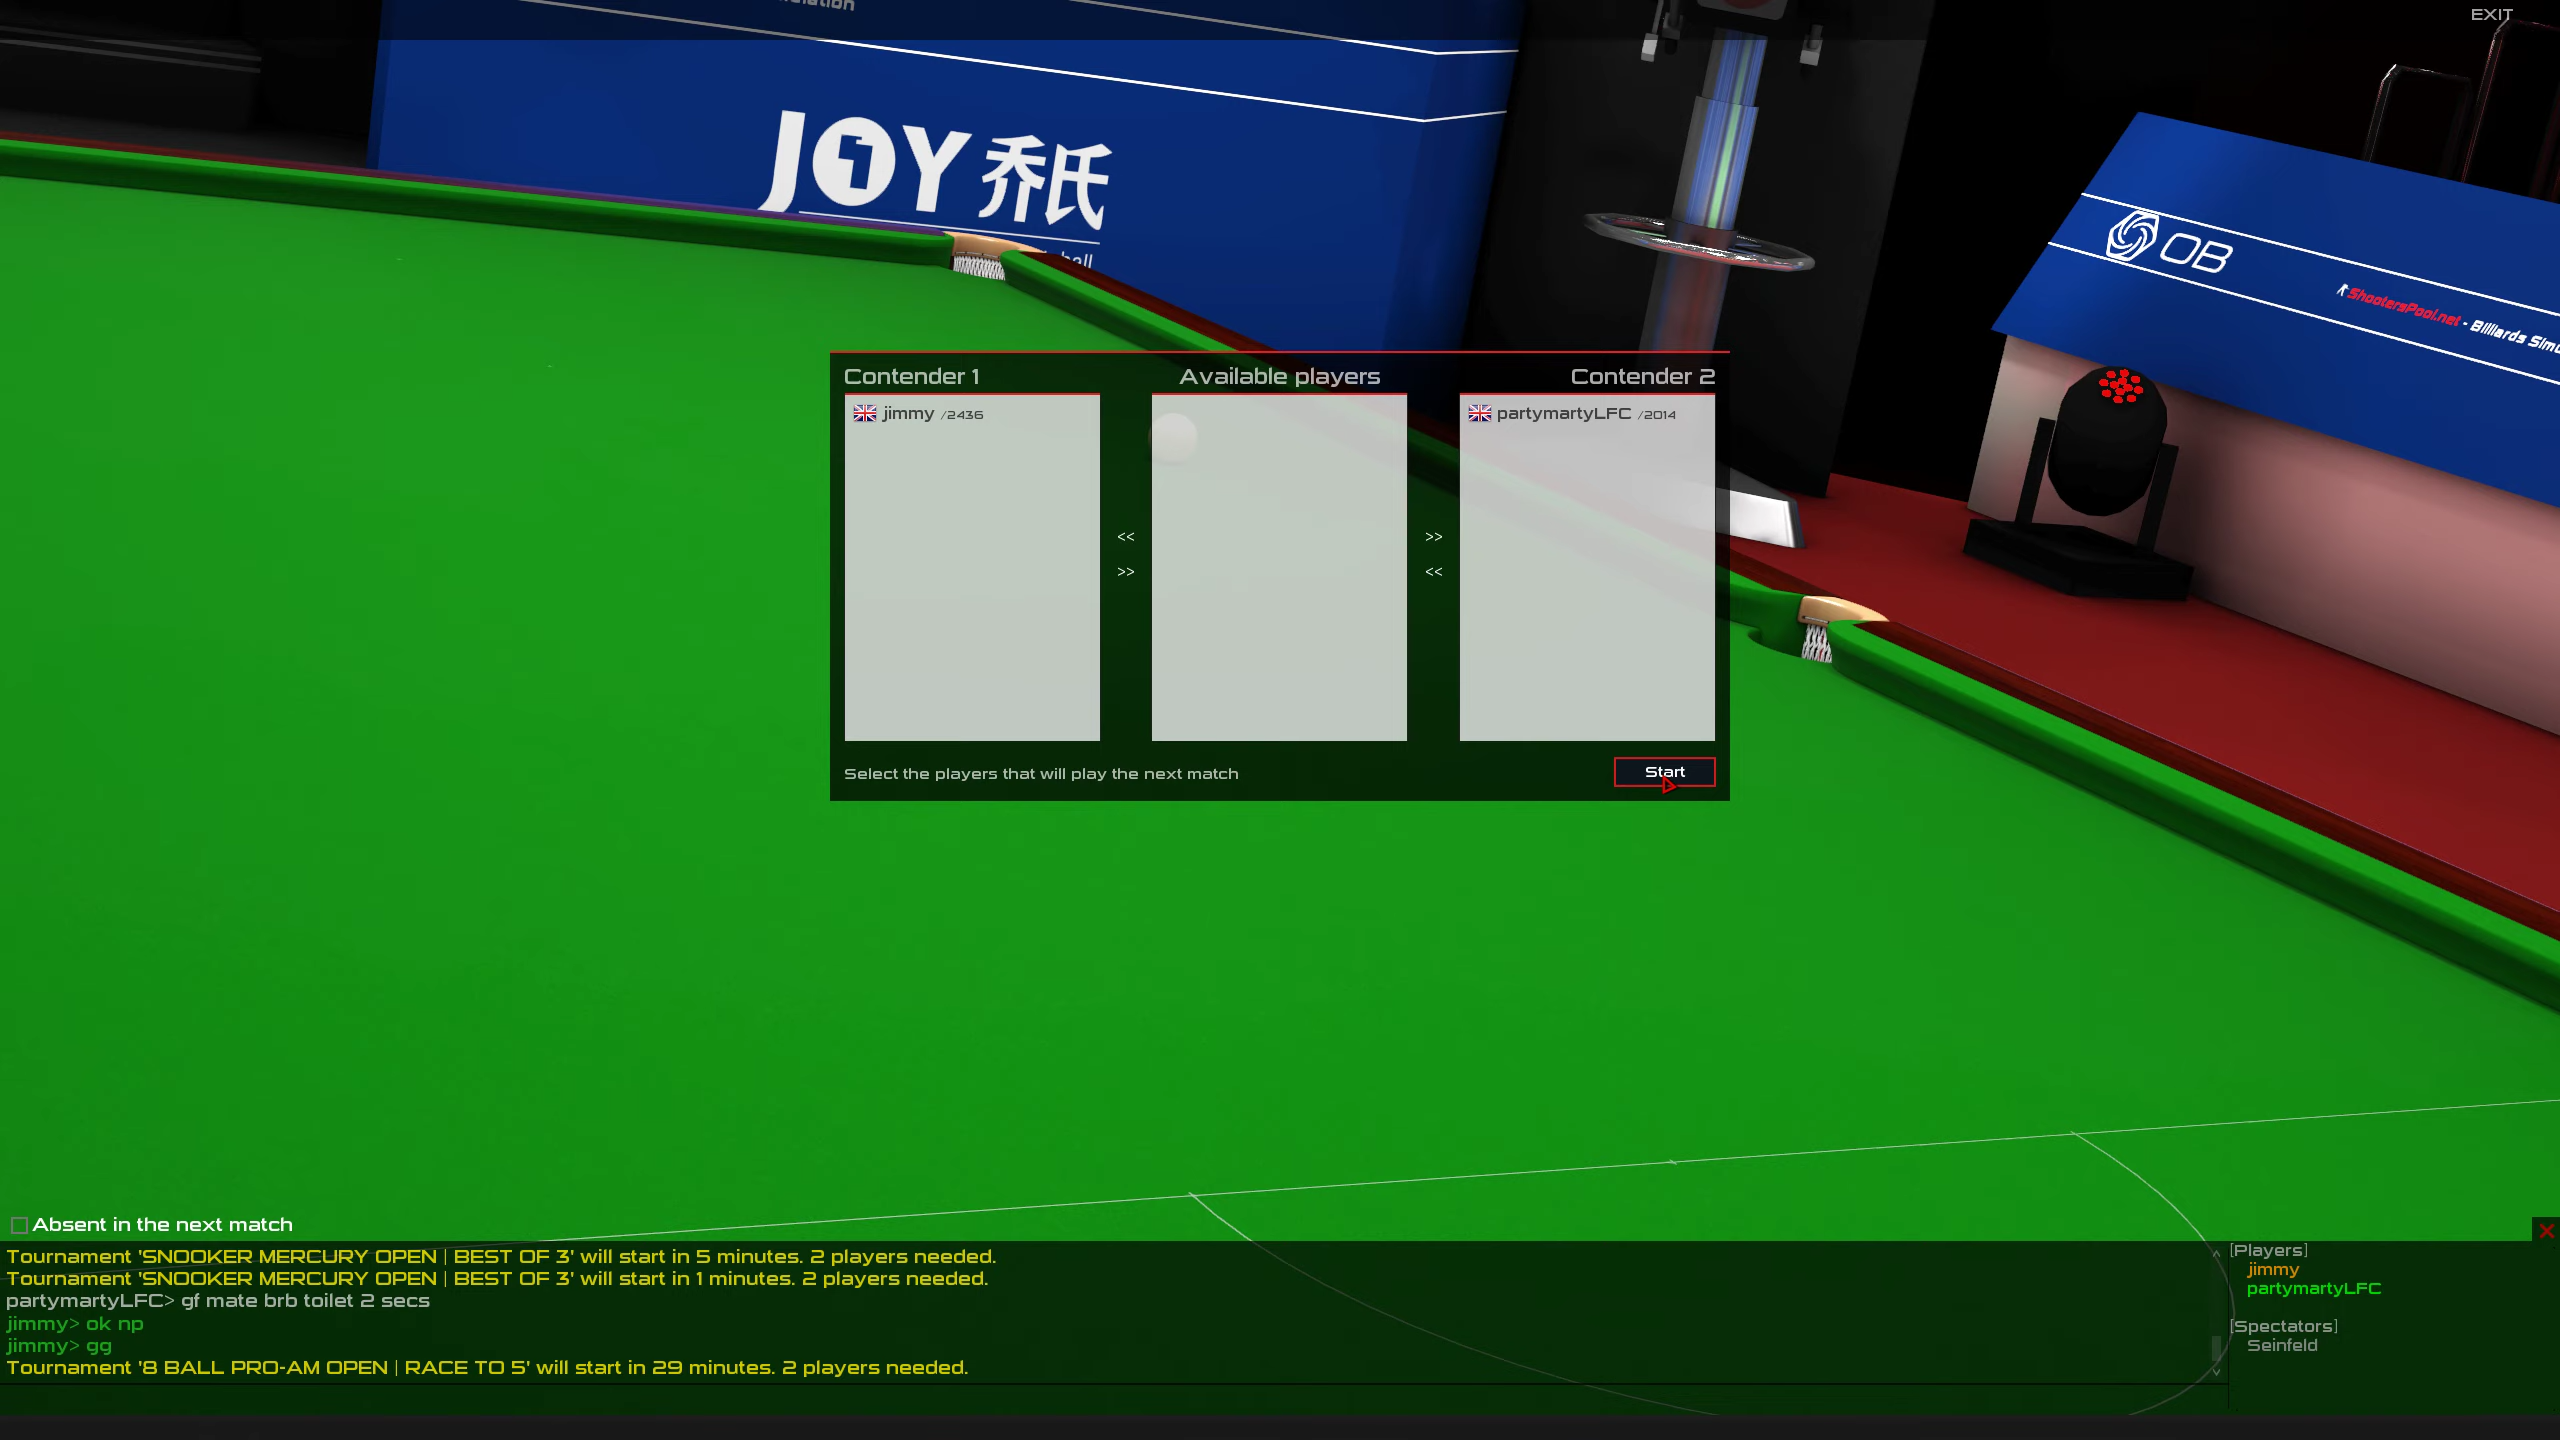 EXIT
JOY 秖
ball
OB
ShootersPool.net - Billiards Simu
Contender 1
Available players
Contender 2
jimmy /2436
partymartyLFC /2014
<<
>>
>>
<<
Select the players that will play the next match
Start
Absent in the next match
Tournament 'SNOOKER MERCURY OPEN | BEST OF 3' will start in 5 minutes. 2 players needed.
Tournament 'SNOOKER MERCURY OPEN | BEST OF 3' will start in 1 minutes. 2 players needed.
partymartyLFC> gf mate brb toilet 2 secs
jimmy> ok np
jimmy> gg
Tournament '8 BALL PRO-AM OPEN | RACE TO 5' will start in 29 minutes. 2 players needed.
[Players]
jimmy
partymartyLFC
[Spectators]
Seinfeld